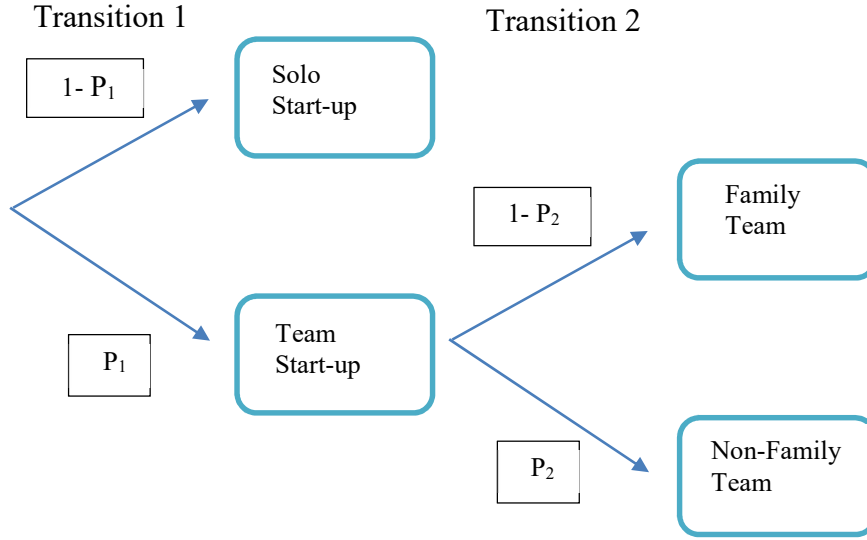 Transition 1
Transition 2
1- P₁
Solo
Start-up
1- P₂
Family
Team
P₁
Team
Start-up
P₂
Non-Family
Team